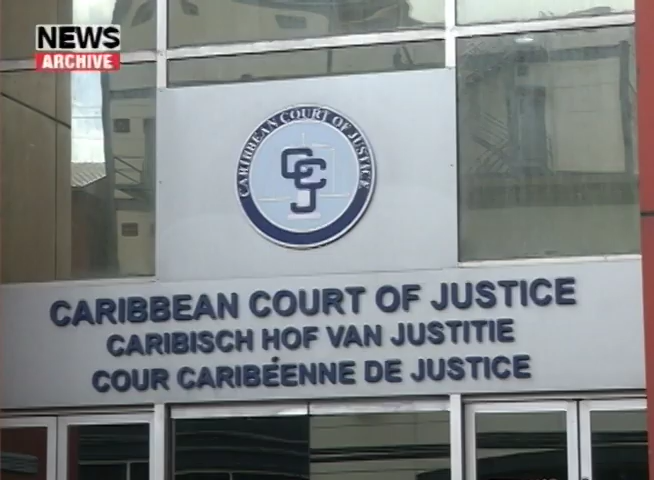 NEWS
ARCHIVE
CARIBBEAN COURT OF JUSTICE
CCJ
CARIBBEAN COURT OF JUSTICE
CARIBISCH HOF VAN JUSTITIE
COUR CARIBÉENNE DE JUSTICE